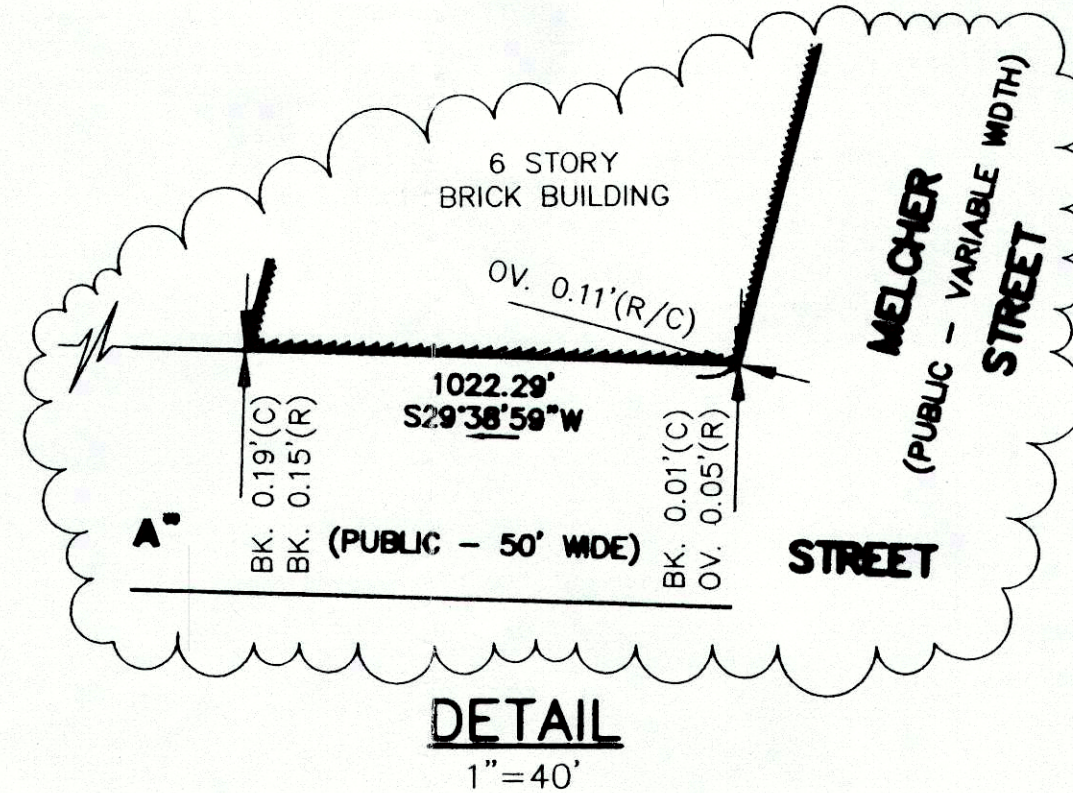 6 STORY
BRICK BUILDING
OV. 0.11'(R/C)
MELCHER
(PUBLIC - VARIABLE WIDTH)
STREET
1022.29'
S29°38'59"W
BK. 0.19'(C)
BK. 0.15'(R)
BK. 0.01'(C)
OV. 0.05'(R)
A"
(PUBLIC - 50' WIDE)
STREET
DETAIL
1"=40'